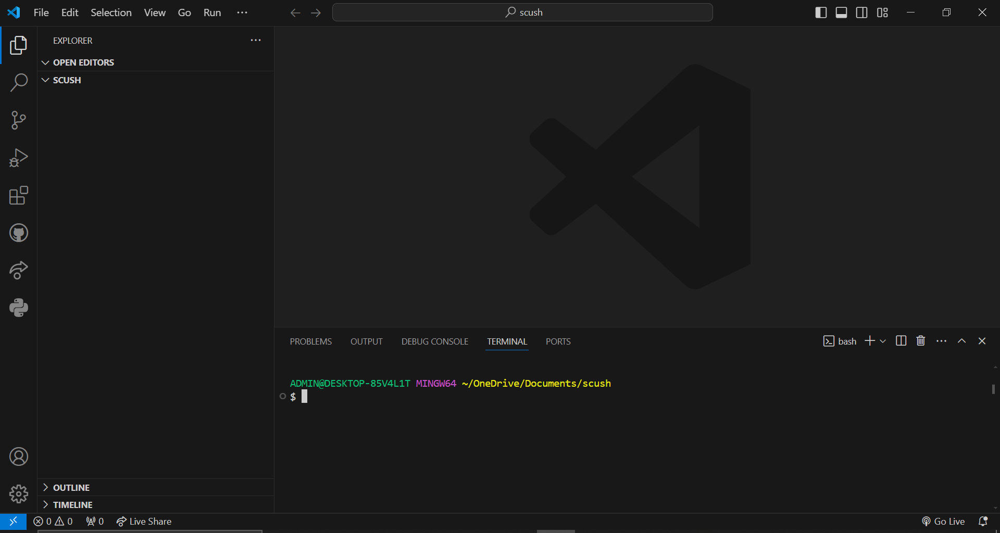 File Edit Selection View Go Run ···
scush
EXPLORER
OPEN EDITORS
SCUSH
PROBLEMS OUTPUT DEBUG CONSOLE TERMINAL PORTS
bash
ADMIN@DESKTOP-85V4L1T MINGW64 ~/OneDrive/Documents/scush
$
OUTLINE
TIMELINE
0 0 0 Live Share
Go Live